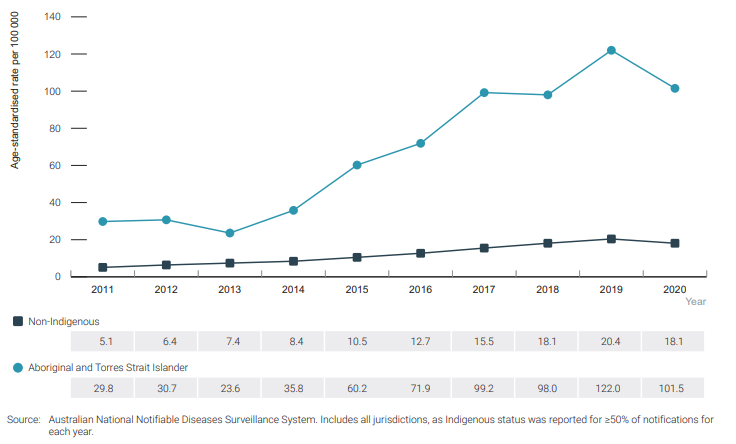 Age-standardised rate per 100 000
140
120
100
80
60
40
20
0
2011 2012 2013 2014 2015 2016 2017 2018 2019 2020
Year
Non-Indigenous
5.1 6.4 7.4 8.4 10.5 12.7 15.5 18.1 20.4 18.1
Aboriginal and Torres Strait Islander
29.8 30.7 23.6 35.8 60.2 71.9 99.2 98.0 122.0 101.5
Source: Australian National Notifiable Diseases Surveillance System. Includes all jurisdictions, as Indigenous status was reported for ≥50% of notifications for
each year.